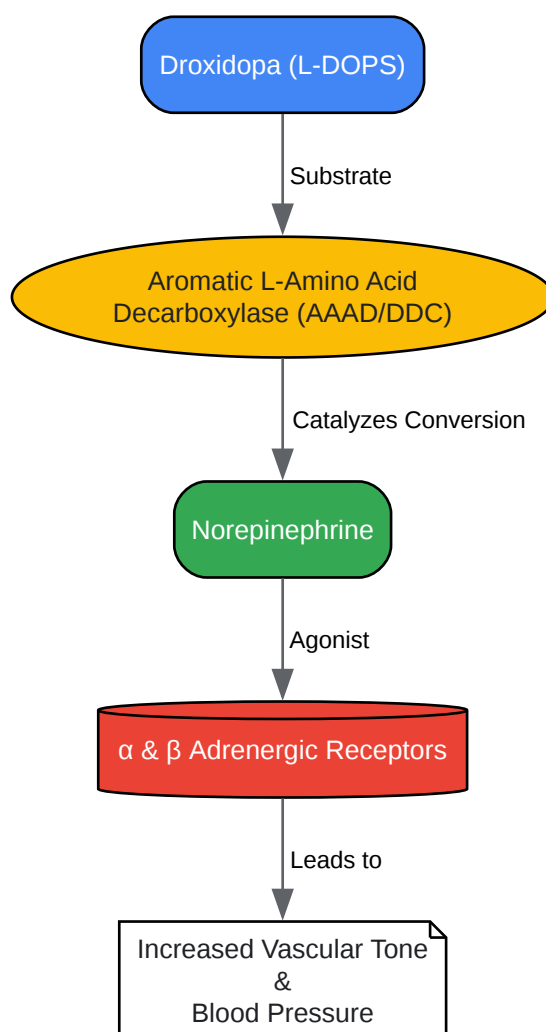 Droxidopa (L-DOPS)
Substrate
Aromatic L-Amino Acid
Decarboxylase (AAAD/DDC)
Catalyzes Conversion
Norepinephrine
Agonist
α & β Adrenergic Receptors
Leads to
Increased Vascular Tone
&
Blood Pressure